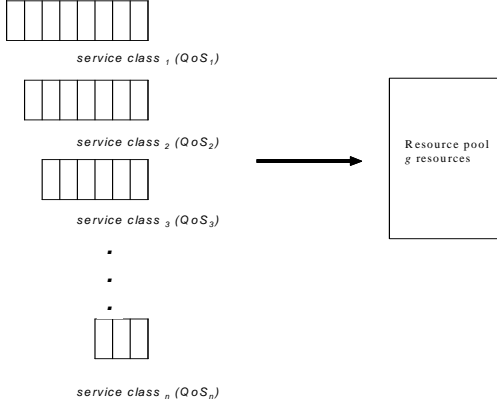 service class 1 (QoS1)
service class 2 (QoS2)
Resource pool
g resources
service class 3 (QoS3)
service class n (QoSn)